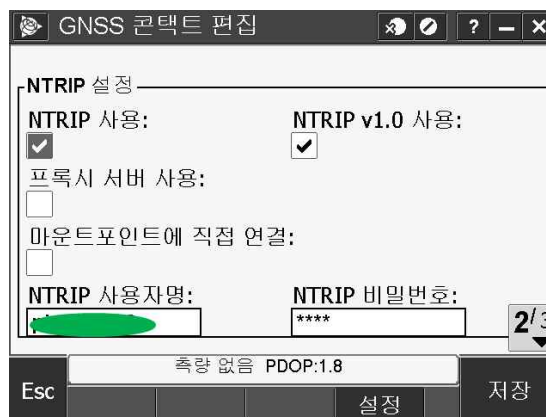 GNSS 콘택트 편집 ? – ×
NTRIP 설정
NTRIP 사용: NTRIP v1.0 사용:
프록시 서버 사용:
마운트포인트에 직접 연결:
NTRIP 사용자명: NTRIP 비밀번호:
****
2/3
측량 없음 PDOP:1.8
Esc 설정 저장